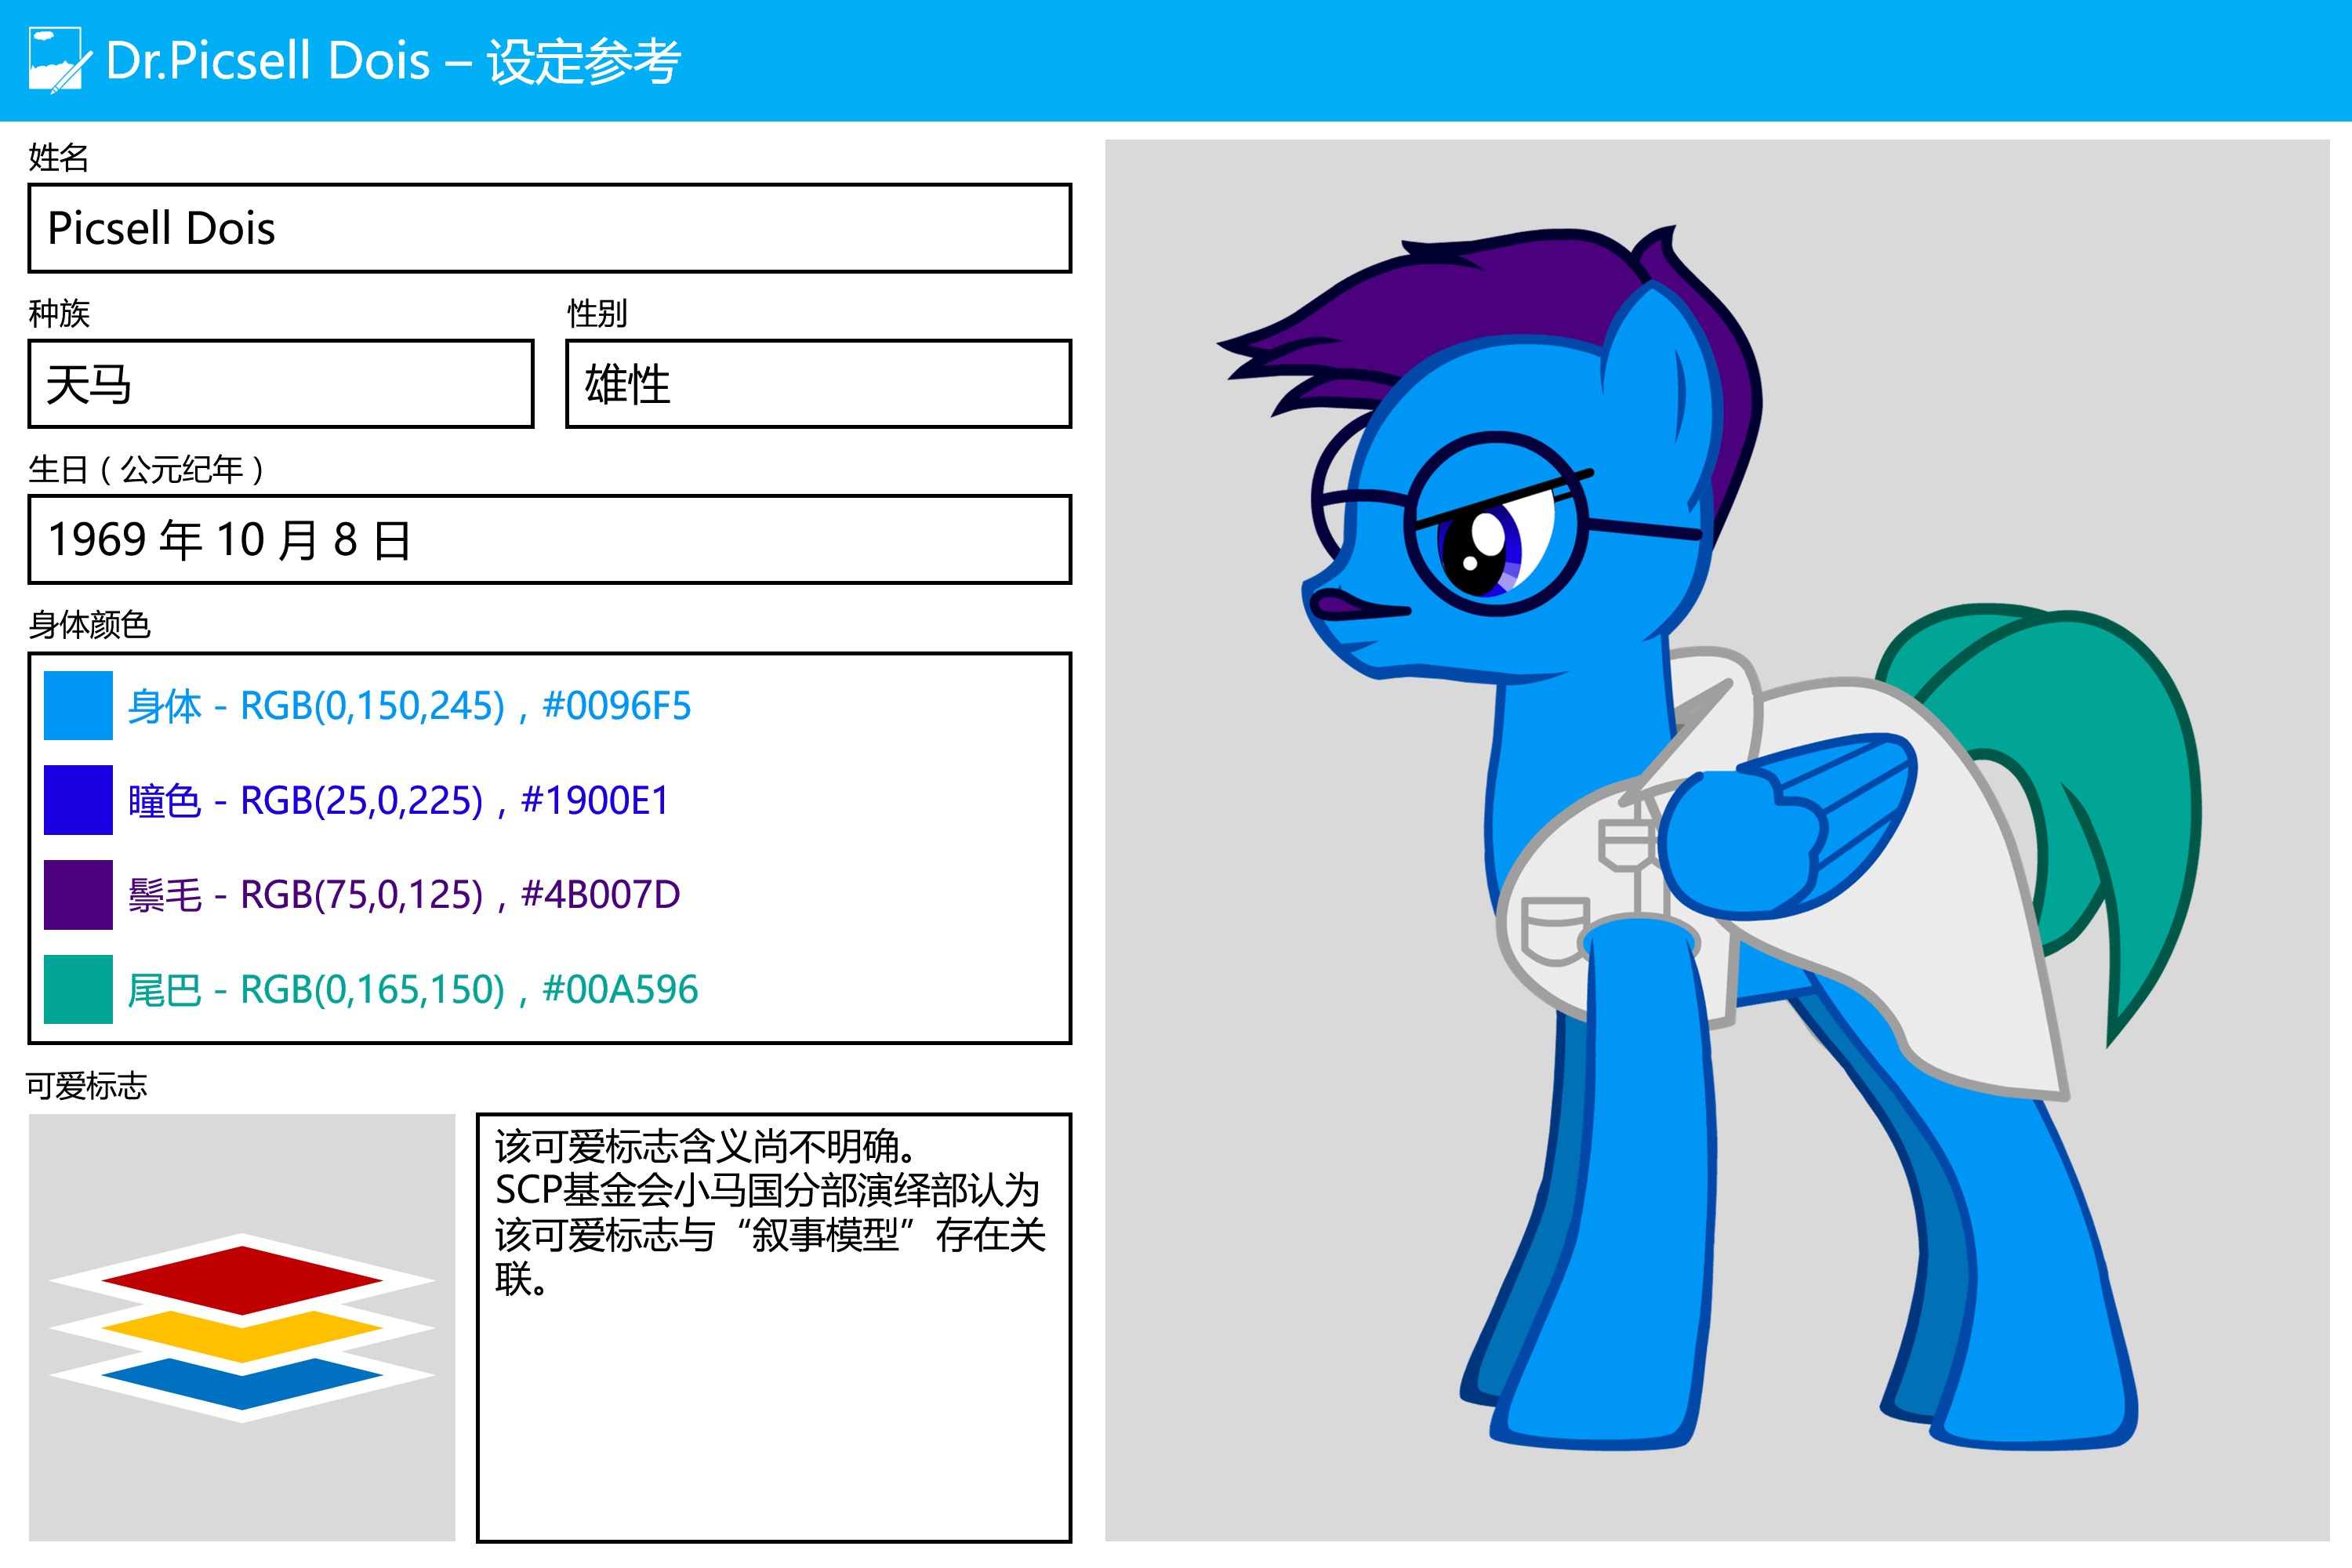 Dr.Picsell Dois – 设定参考
姓名
Picsell Dois
种族
性别
天马
雄性
生日（公元纪年）
1969 年 10 月 8 日
身体颜色
身体 - RGB(0,150,245)，#0096F5
瞳色 - RGB(25,0,225)，#1900E1
鬃毛 - RGB(75,0,125)，#4B007D
尾巴 - RGB(0,165,150)，#00A596
可爱标志
该可爱标志含义尚不明确。
SCP基金会小马国分部演绎部认为
该可爱标志与“叙事模型”存在关
联。